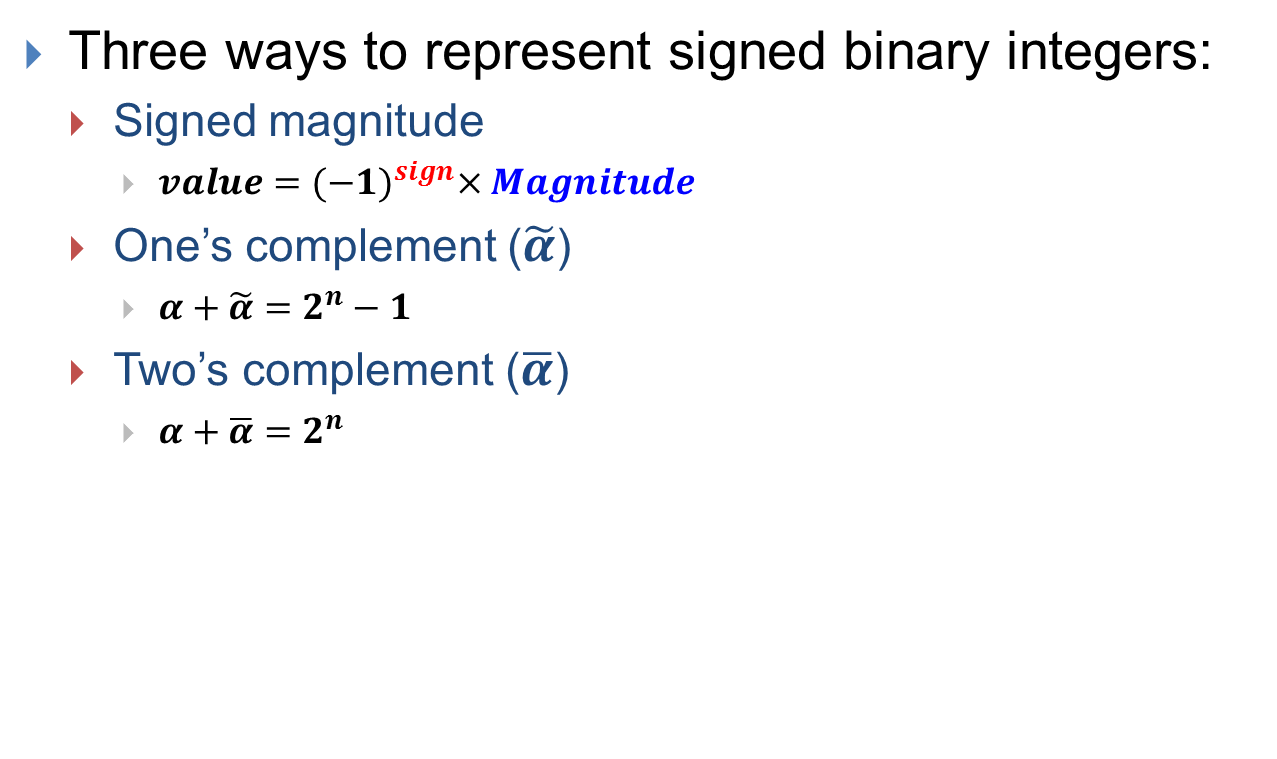 Three ways to represent signed binary integers:
Signed magnitude
value = (−1)^sign × Magnitude
One’s complement (α̃)
α + α̃ = 2^n − 1
Two’s complement (α̅)
α + α̅ = 2^n